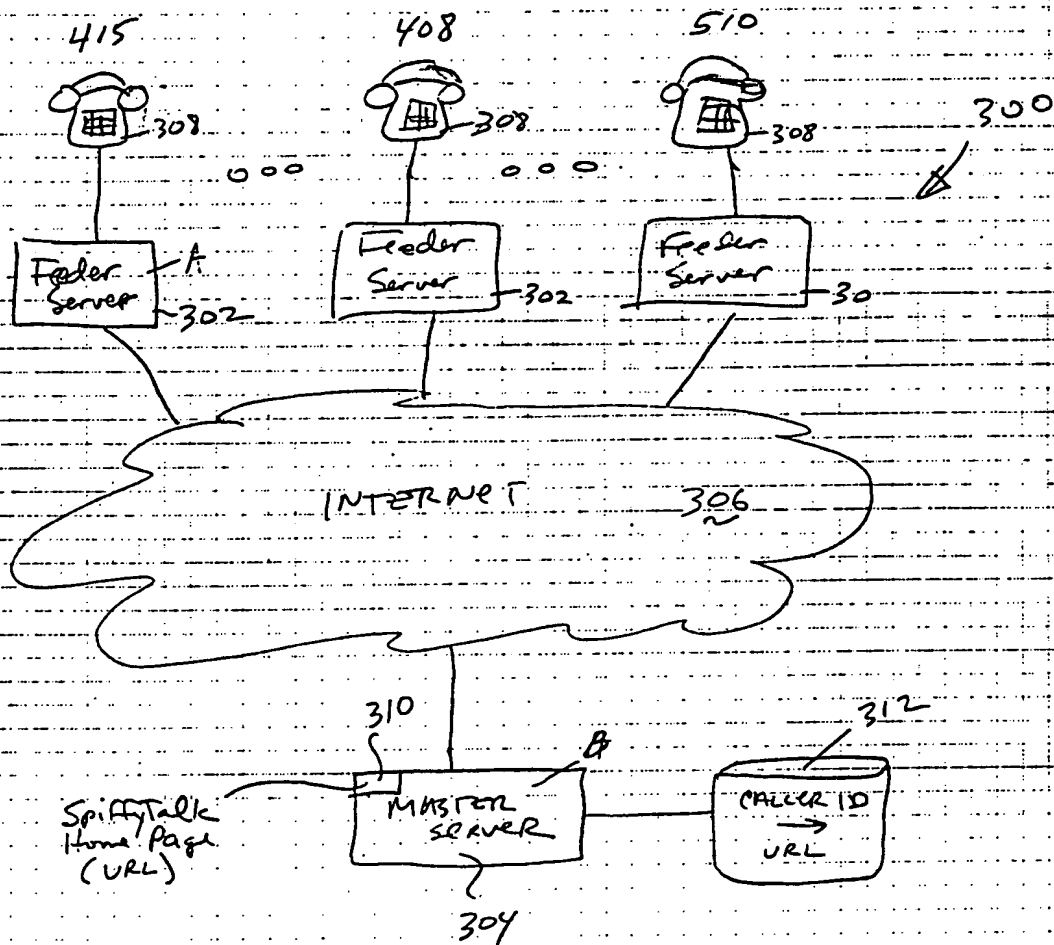 415
408
510
308
308
308
300
Feeder
Server
A
302
Feeder
Server
302
Feeder
Server
30
INTERNET
306
310
312
B
SpiffyTalk
Home Page
(URL)
MASTER
SERVER
CALLER ID
→
URL
304